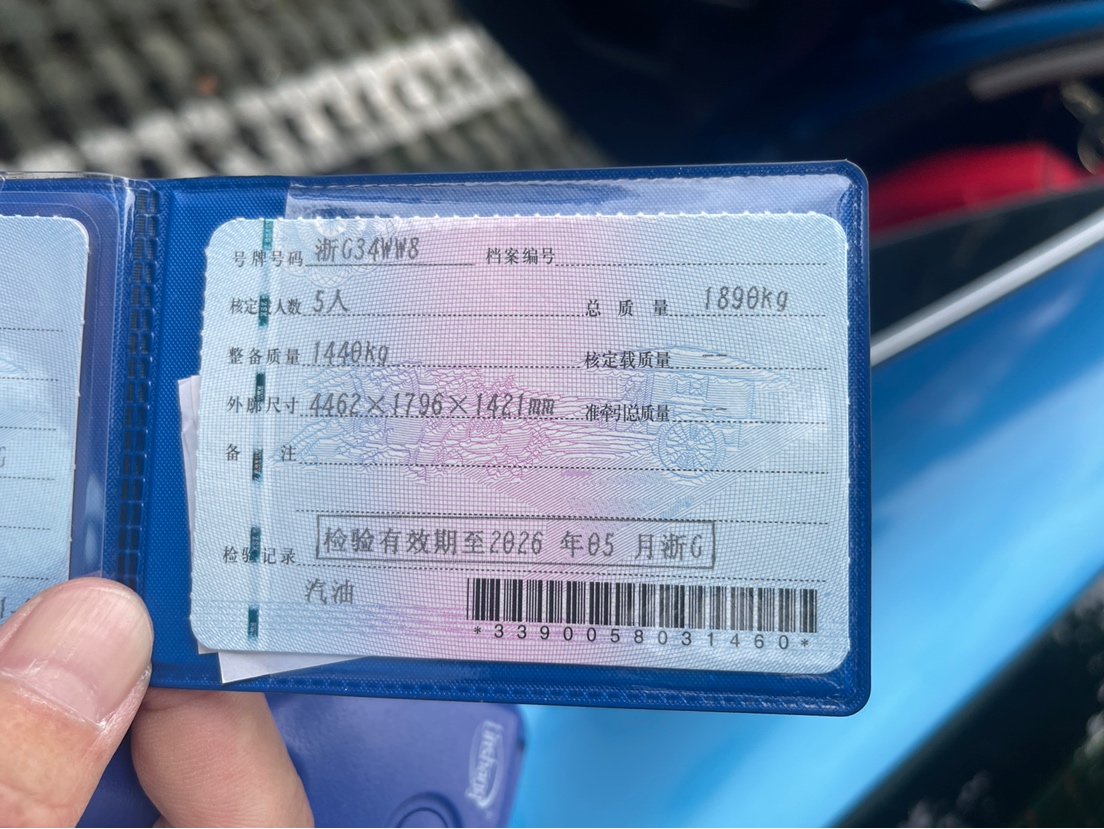 号牌号码 浙G34WW8 档案编号
核定载人数 5人 总质量 1890kg
整备质量 1440kg 核定载质量 --
外廓尺寸 4462×1796×1421mm 准牵引总质量 --
备注
检验记录 检验有效期至2026 年05 月浙G
汽油
*3390058031460*